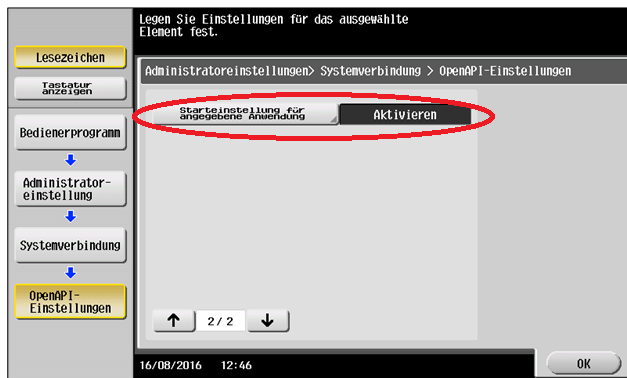 Legen Sie Einstellungen für das ausgewählte
Element fest.
Lesezeichen
Tastatur
anzeigen
Bedienerprogramm
Administrator-
einstellung
Systemverbindung
OpenAPI-
Einstellungen
Administratoreinstellungen> Systemverbindung > OpenAPI-Einstellungen
Starteinstellung für
angegebene Anwendung
Aktivieren
2/2
16/08/2016 12:46
OK